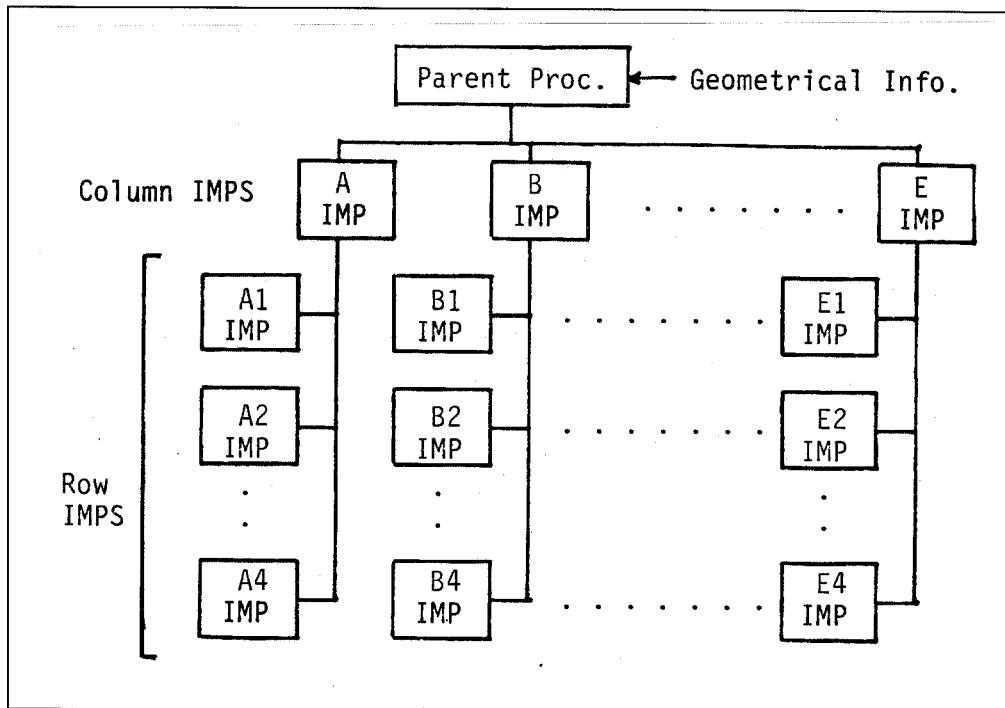 Parent Proc.
Geometrical Info.
Column IMPS
A
IMP
B
IMP
. . . . . . .
E
IMP
A1
IMP
B1
IMP
. . . . . . .
E1
IMP
A2
IMP
B2
IMP
. . . . . . .
E2
IMP
Row
IMPS
A4
IMP
B4
IMP
. . . . . . .
E4
IMP